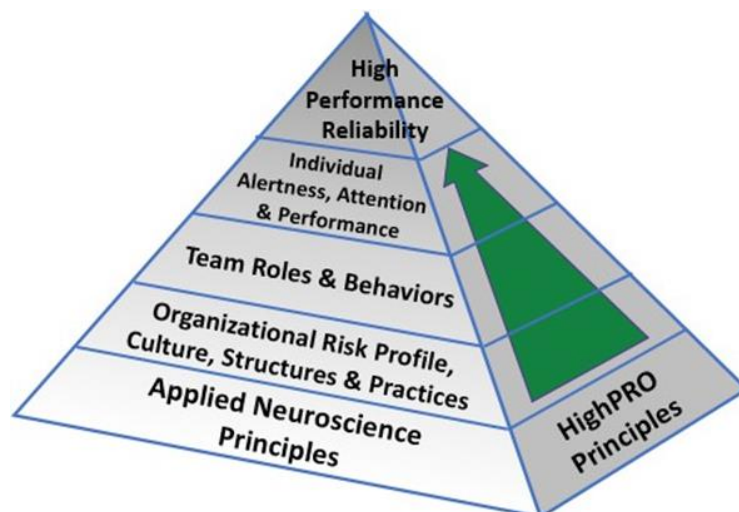 High
Performance
Reliability
Individual
Alertness, Attention
& Performance
Team Roles & Behaviors
Organizational Risk Profile,
Culture, Structures & Practices
Applied Neuroscience
Principles
HighPRO
Principles